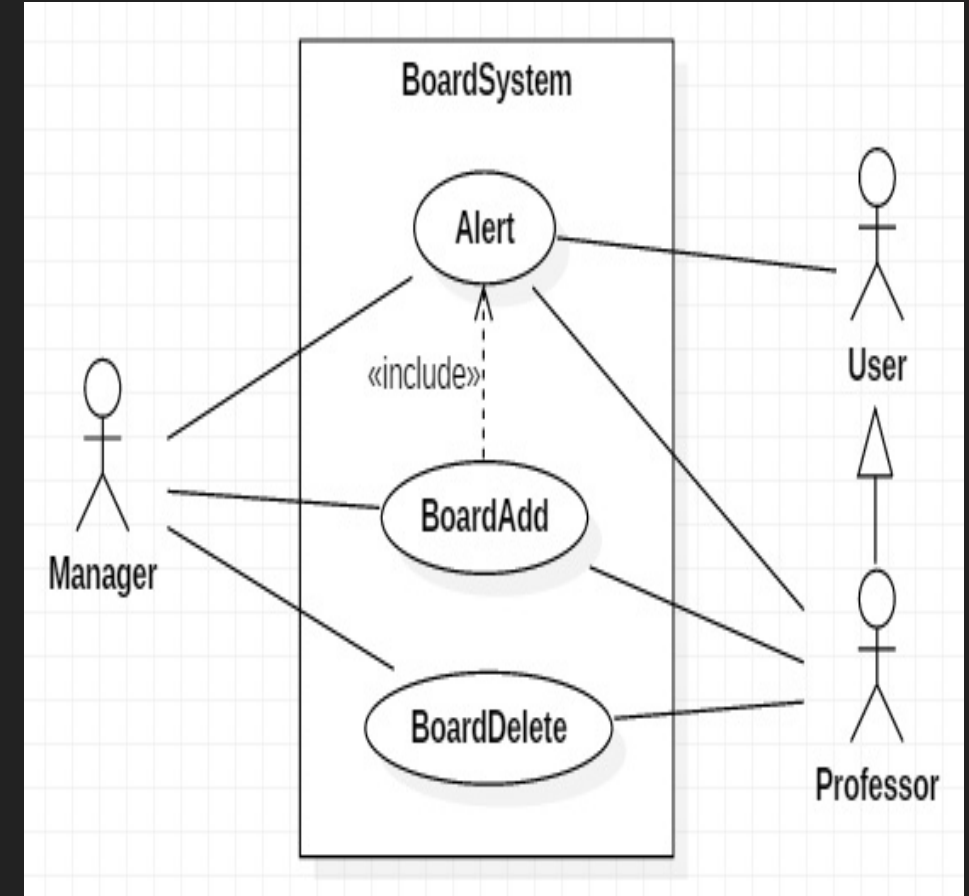 BoardSystem
Alert
User
«include»
BoardAdd
Manager
BoardDelete
Professor